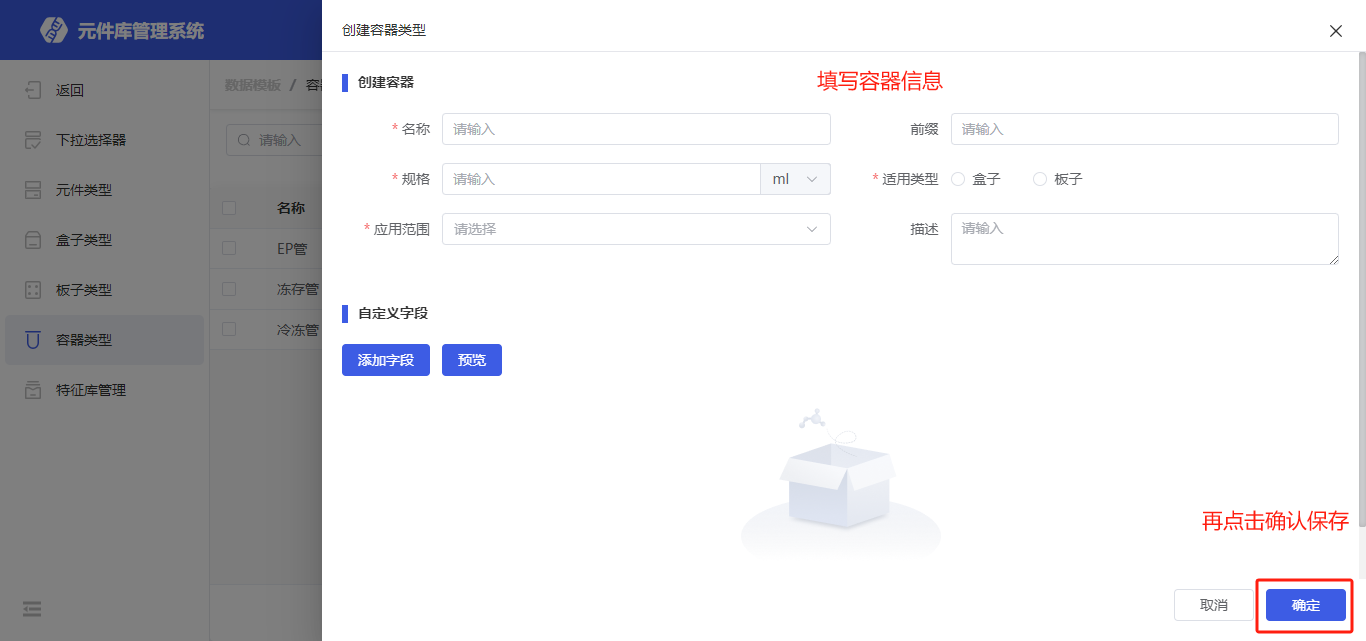 元件库管理系统
创建容器类型
返回
下拉选择器
元件类型
盒子类型
板子类型
容器类型
特征库管理
数据模板 / 容
请输入
名称
EP管
冻存管
冷冻管
创建容器
填写容器信息
* 名称 请输入 前缀 请输入
* 规格 请输入 ml * 适用类型 盒子 板子
* 应用范围 请选择 描述 请输入
自定义字段
添加字段 预览
再点击确认保存
取消 确定